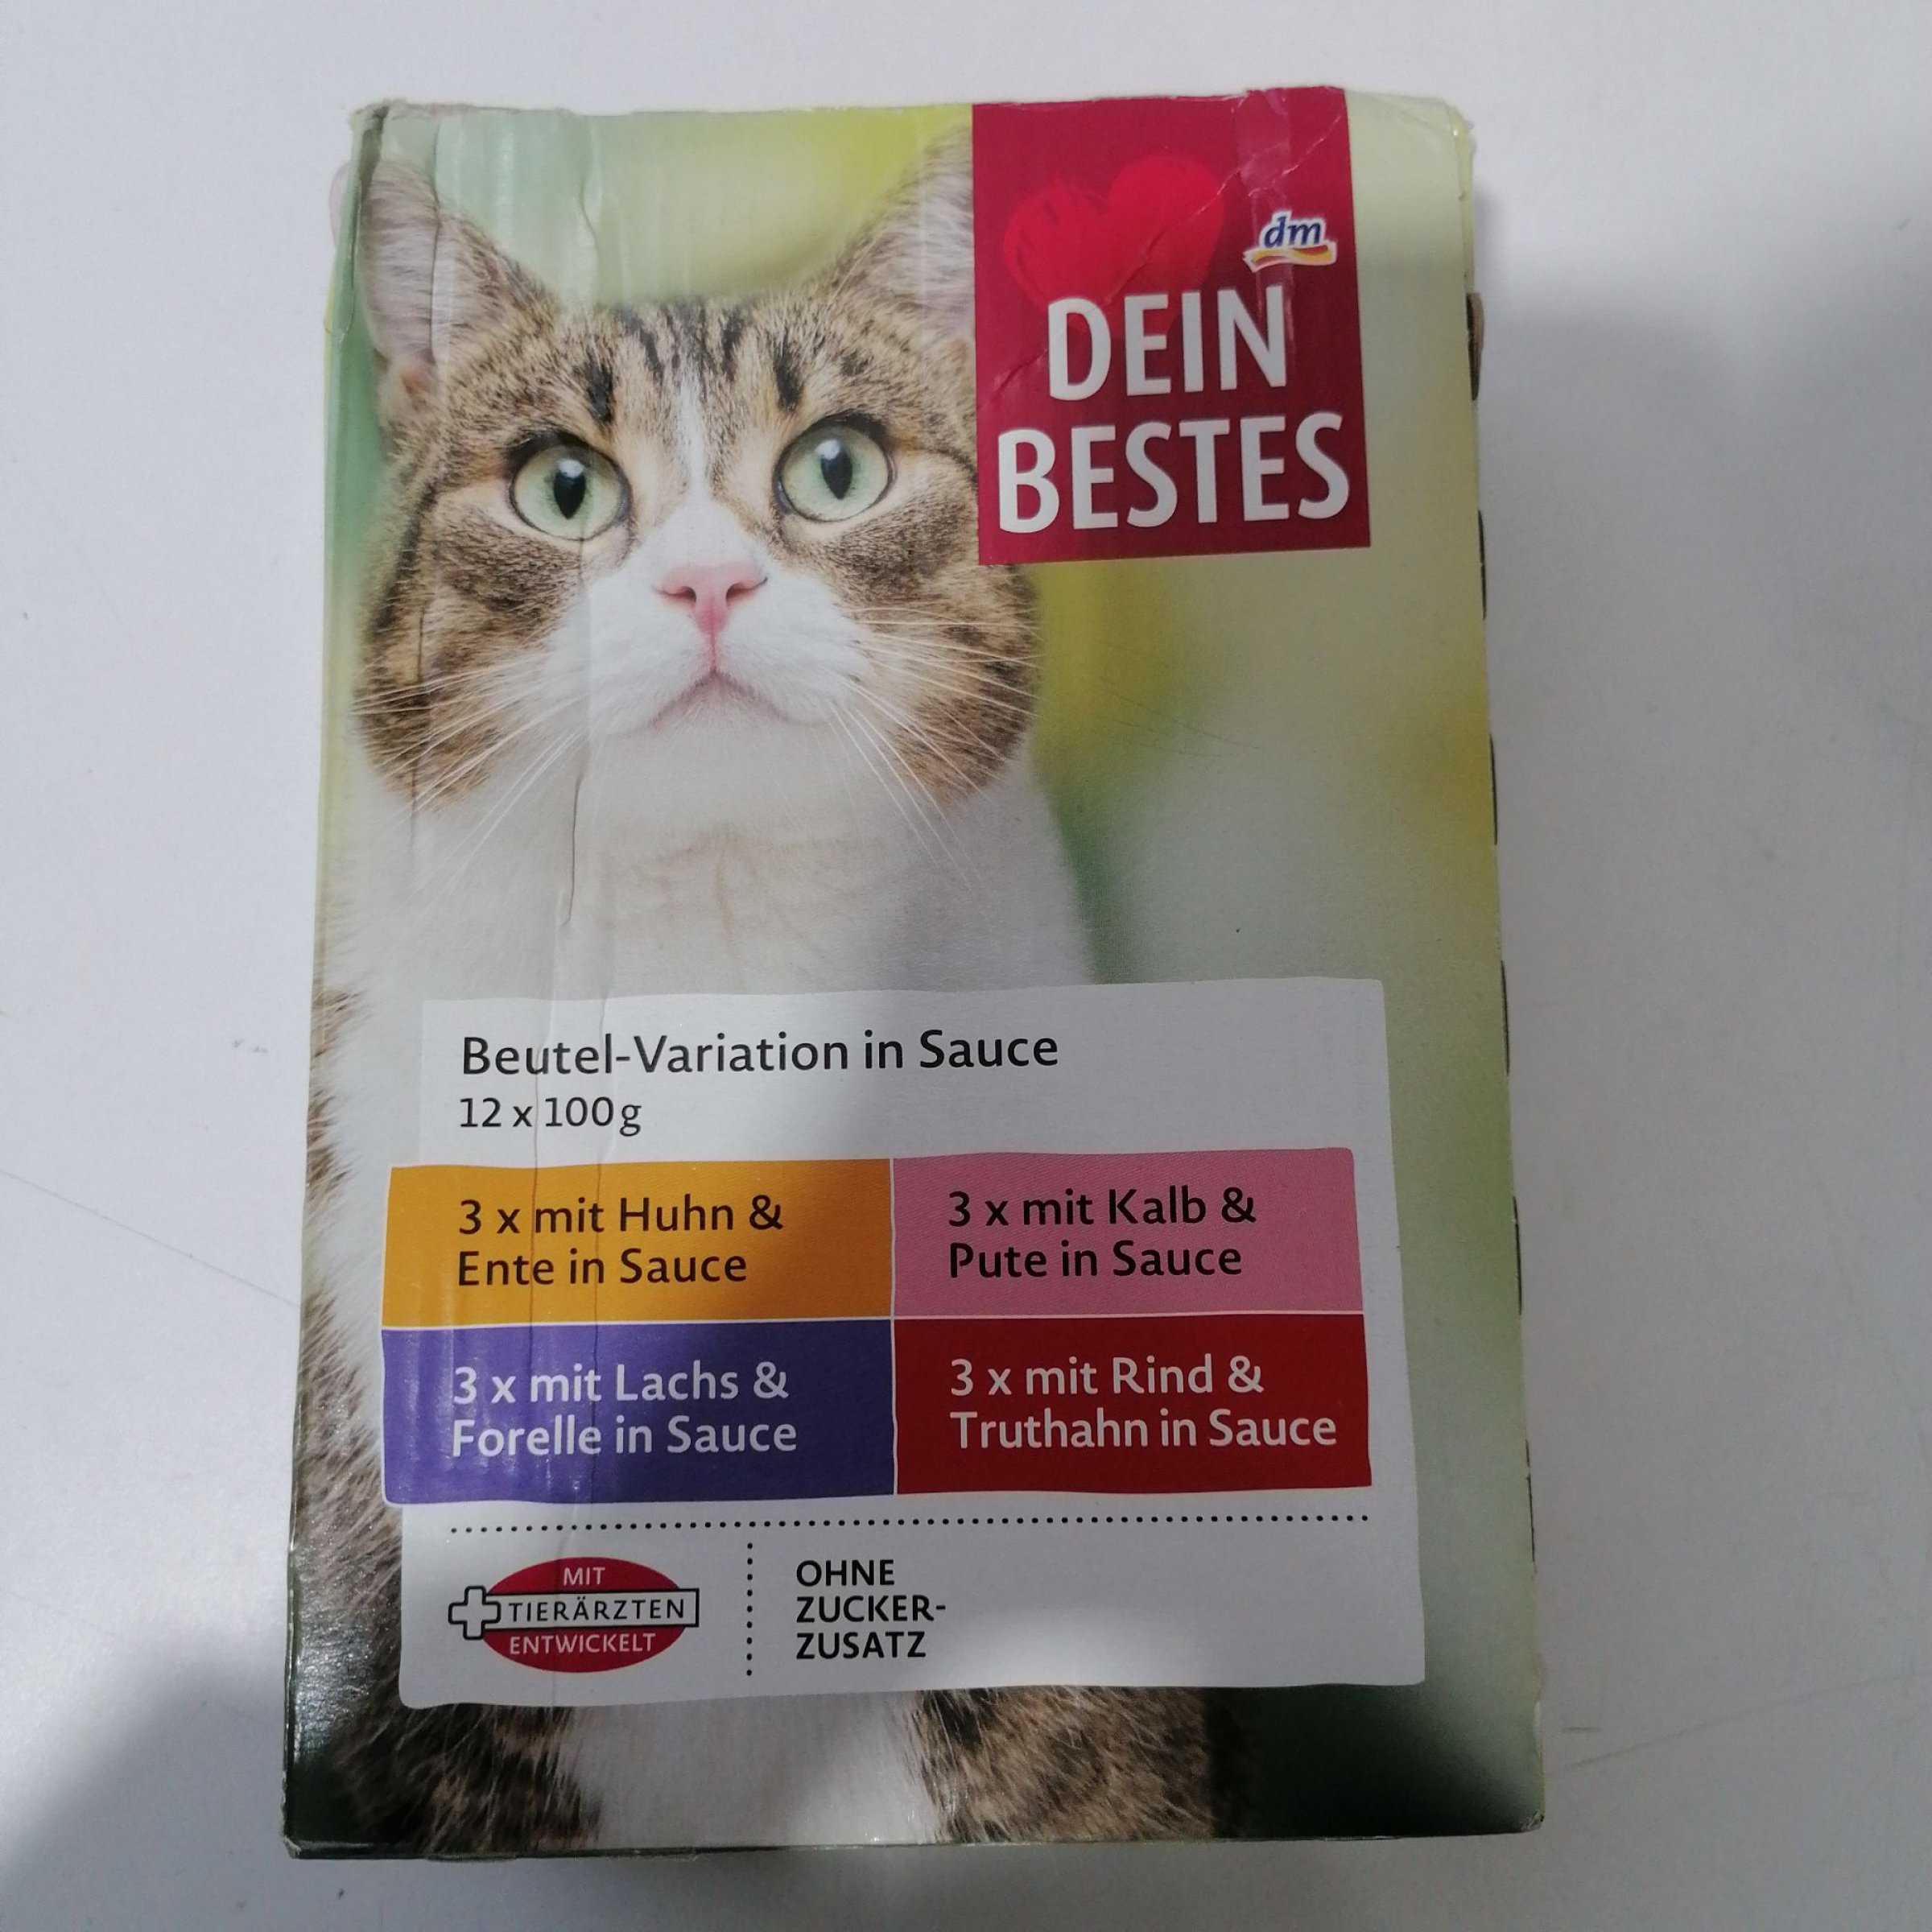 dm
DEIN
BESTES
Beutel-Variation in Sauce
12 x 100g
3 x mit Huhn &
Ente in Sauce
3 x mit Kalb &
Pute in Sauce
3 x mit Lachs &
Forelle in Sauce
3 x mit Rind &
Truthahn in Sauce
MIT
TIERÄRZTEN
ENTWICKELT
OHNE
ZUCKER-
ZUSATZ